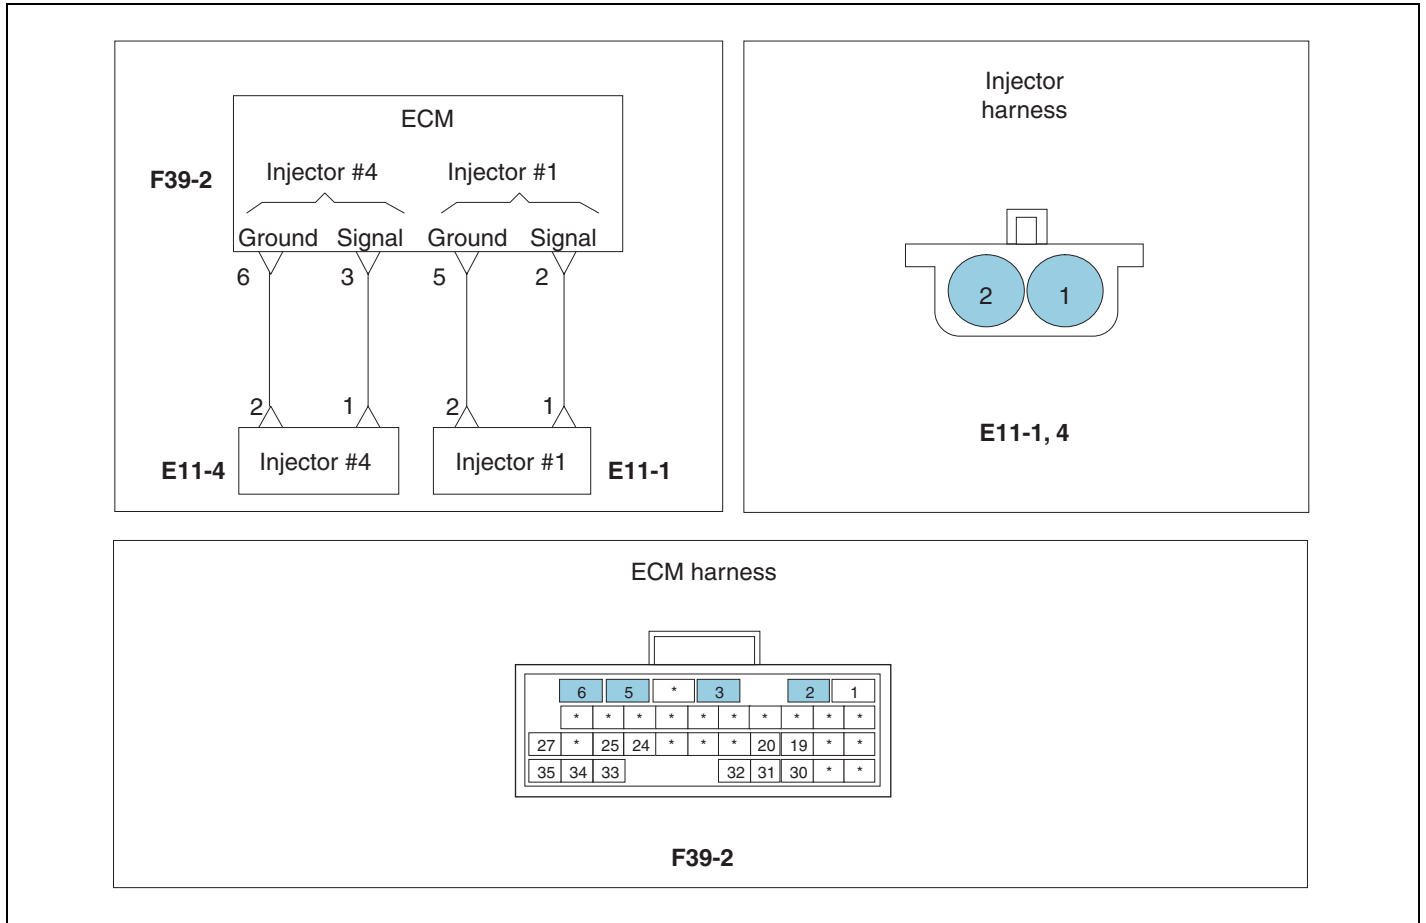 ECM
F39-2
Injector #4 Injector #1
Ground Signal Ground Signal
6 3 5 2
2 1 2 1
E11-4 Injector #4 Injector #1 E11-1
Injector
harness
2 1
E11-1, 4
ECM harness
6 5 * 3 2 1
* * * * * * * * * *
27 * 25 24 * * * 20 19 * *
35 34 33 32 31 30 * *
F39-2